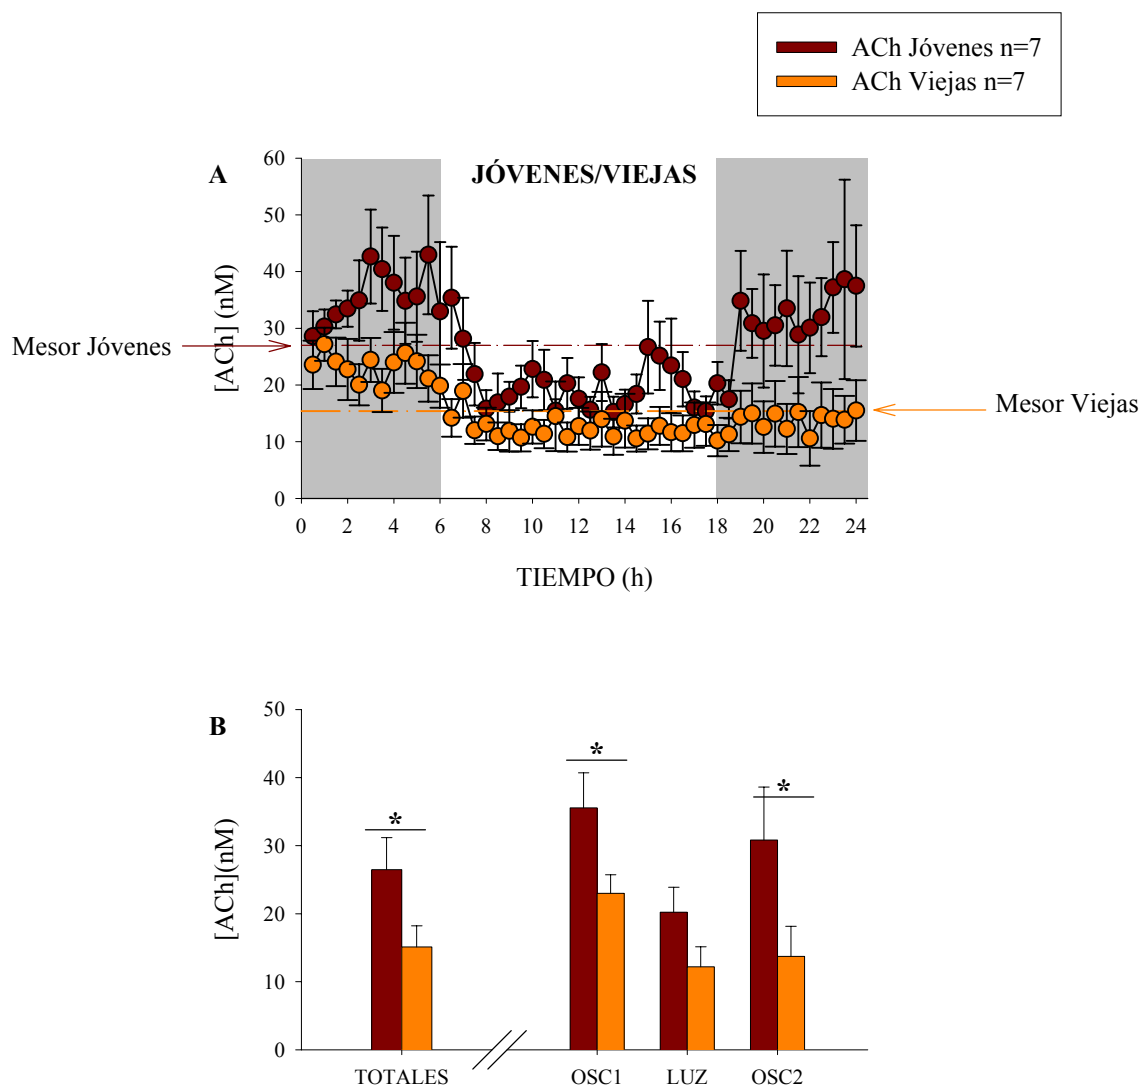 ACh Jóvenes n=7
ACh Viejas n=7
A
JÓVENES/VIEJAS
60
50
40
30
20
10
0
[ACh] (nM)
Mesor Jóvenes
Mesor Viejas
0 2 4 6 8 10 12 14 16 18 20 22 24
TIEMPO (h)
B
50
40
30
20
10
0
[ACh](nM)
*
*
*
TOTALES OSC1 LUZ OSC2